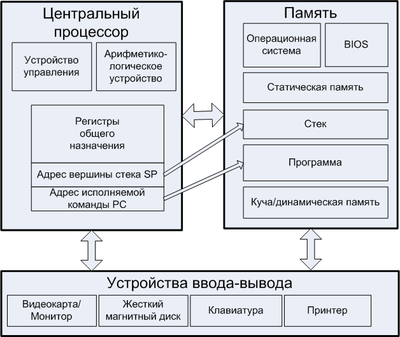 Центральный
процессор
Устройство
управления
Арифметико-
логическое
устройство
Регистры
общего
назначения
Адрес вершины стека SP
Адрес исполняемой
команды PC
Память
Операционная
система
BIOS
Статическая память
Стек
Программа
Куча/динамическая память
Устройства ввода-вывода
Видеокарта/
Монитор
Жесткий
магнитный диск
Клавиатура
Принтер